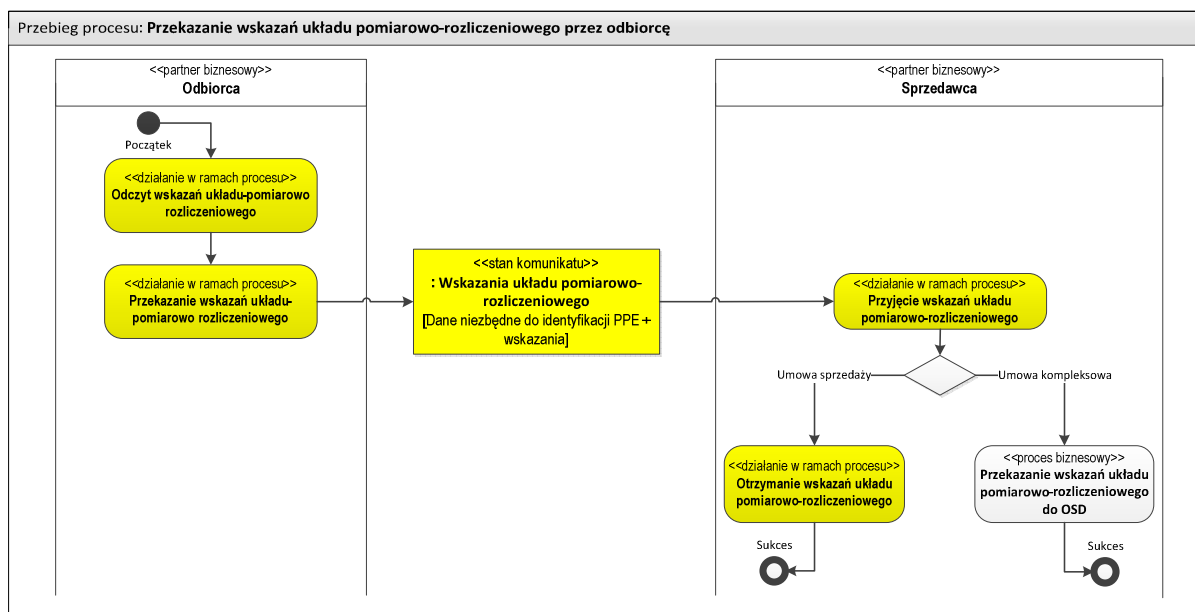 Przebieg procesu: Przekazanie wskazań układu pomiarowo-rozliczeniowego przez odbiorcę
<<partner biznesowy>>
Odbiorca
Początek
<<działanie w ramach procesu>>
Odczyt wskazań układu-pomiarowo
rozliczeniowego
<<działanie w ramach procesu>>
Przekazanie wskazań układu-
pomiarowo rozliczeniowego
<<stan komunikatu>>
: Wskazania układu pomiarowo-
rozliczeniowego
[Dane niezbędne do identyfikacji PPE+
wskazania]
<<partner biznesowy>>
Sprzedawca
<<działanie w ramach procesu>>
Przyjęcie wskazań układu
pomiarowo-rozliczeniowego
Umowa sprzedaży
Umowa kompleksowa
<<działanie w ramach procesu>>
Otrzymanie wskazań układu
pomiarowo-rozliczeniowego
Sukces
<<proces biznesowy>>
Przekazanie wskazań układu
pomiarowo-rozliczeniowego
do OSD
Sukces